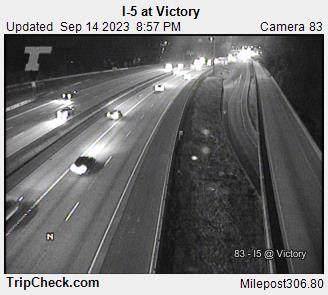 I-5 at Victory
Updated Sep 14 2023 8:57 PM Camera 83
T
N
83 - I5 @ Victory
TripCheck.com Milepost306.80